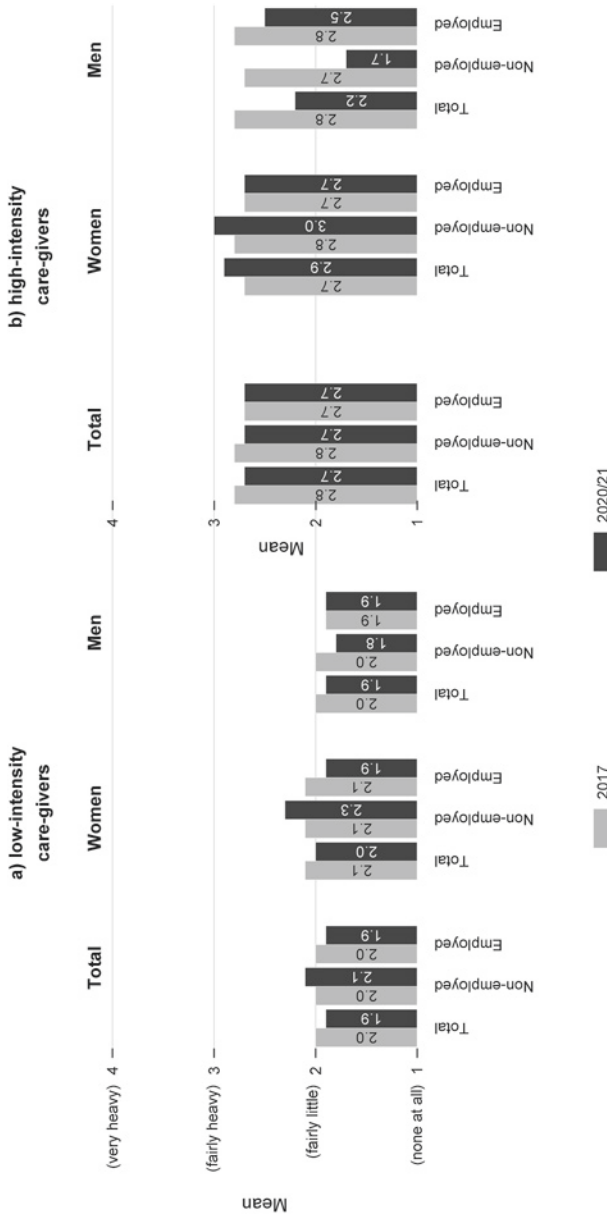 a) low-intensity
care-givers
b) high-intensity
care-givers
Total
Women
Men
Total
Women
Men
Mean
(very heavy) 4
(fairly heavy) 3
(fairly little) 2
(none at all) 1
2.0 1.9 2.0 2.1 2.0 1.9
2.1 2.0 2.1 2.3 2.1 1.9
2.0 1.9 2.0 1.8 1.9 1.9
Total Non-employed Employed
Total Non-employed Employed
Total Non-employed Employed
Mean
4
3
2
1
2.8 2.7 2.8 2.7 2.7 2.7
2.7 2.9 2.8 3.0 2.7 2.7
2.8 2.2 2.7 1.7 2.8 2.5
Total Non-employed Employed
Total Non-employed Employed
Total Non-employed Employed
2017
2020/21